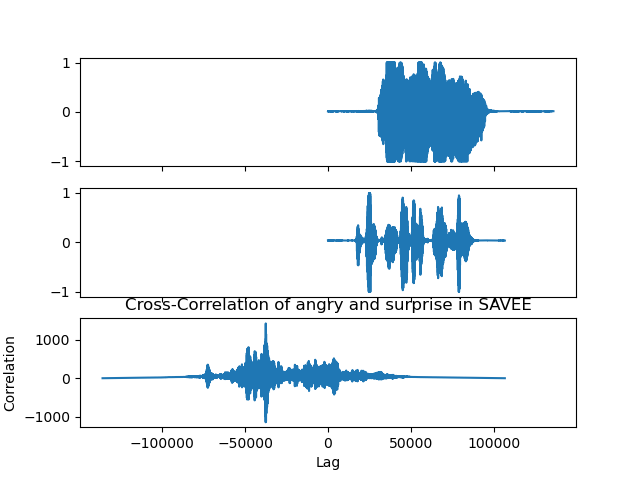 1
0
−1
1
0
−1
Cross-Correlation of angry and surprise in SAVEE
1000
0
−1000
Correlation
−100000 −50000 0 50000 100000
Lag